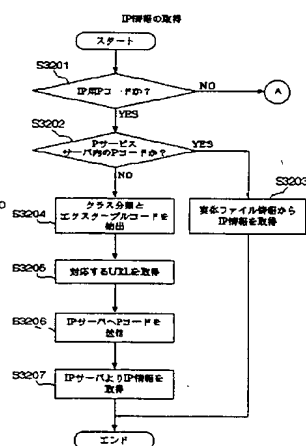 IP情報の取得
スタート
S3201
IP用Pコードか?
NO
A
YES
S3202
Pサービス
サーバ内のPコードか?
YES
NO
S3203
実体ファイル情報から
IP情報を取得
S3204
クラス分類と
エクスターナルコードを
抽出
S3205
対応するURLを取得
S3206
IPサーバへPコードを
送信
S3207
IPサーバよりIP情報を
取得
エンド